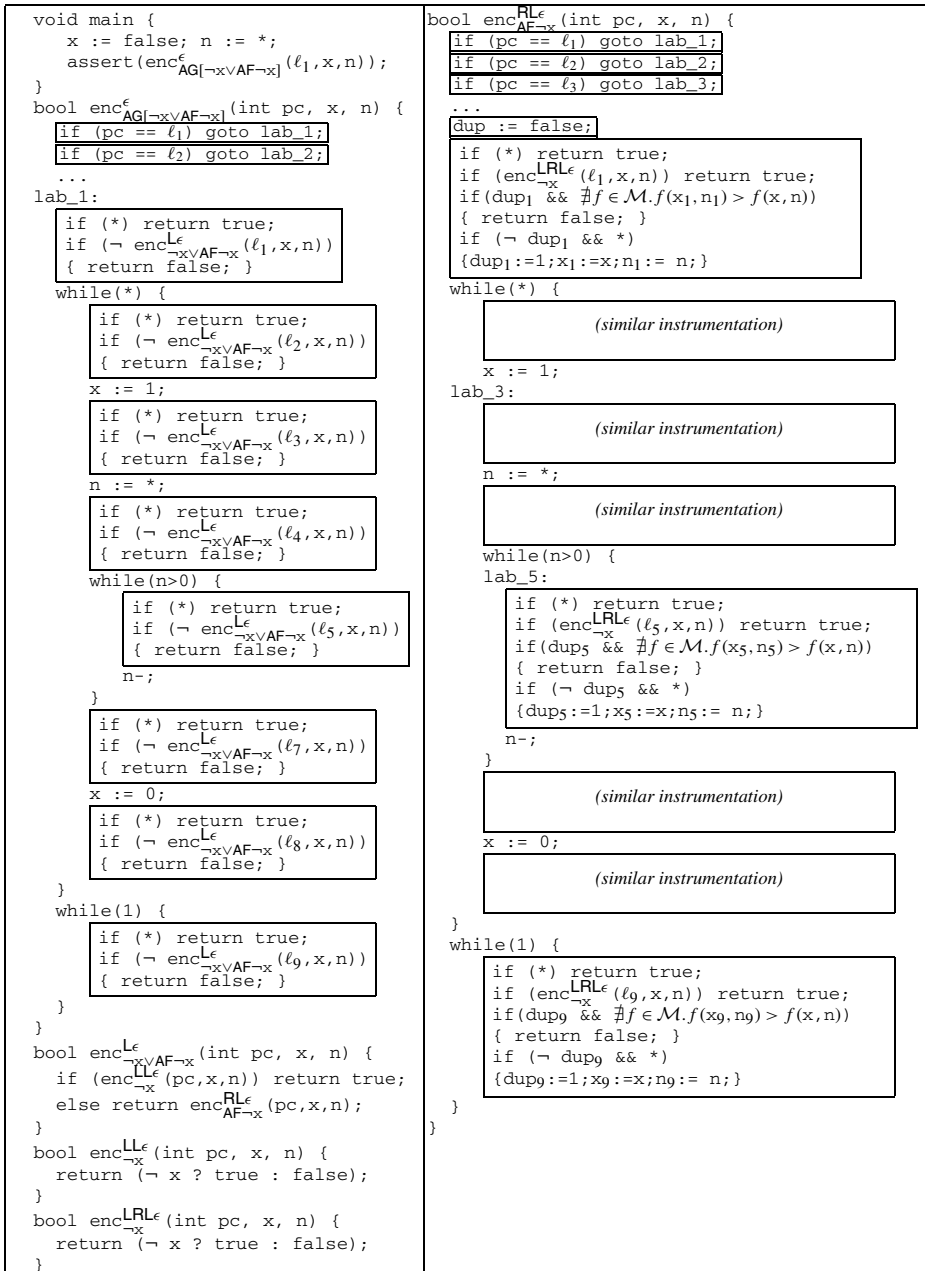 void main {
x := false; n := *;
assert(enc^ϵ_AG[¬x∨AF¬x](ℓ1,x,n));
}
bool enc^ϵ_AG[¬x∨AF¬x](int pc, x, n) {
if (pc == ℓ1) goto lab_1;
if (pc == ℓ2) goto lab_2;
...
lab_1:
if (*) return true;
if (¬ enc^Lϵ_¬x∨AF¬x(ℓ1,x,n))
{ return false; }
while(*) {
if (*) return true;
if (¬ enc^Lϵ_¬x∨AF¬x(ℓ2,x,n))
{ return false; }
x := 1;
if (*) return true;
if (¬ enc^Lϵ_¬x∨AF¬x(ℓ3,x,n))
{ return false; }
n := *;
if (*) return true;
if (¬ enc^Lϵ_¬x∨AF¬x(ℓ4,x,n))
{ return false; }
while(n>0) {
if (*) return true;
if (¬ enc^Lϵ_¬x∨AF¬x(ℓ5,x,n))
{ return false; }
n-;
}
if (*) return true;
if (¬ enc^Lϵ_¬x∨AF¬x(ℓ7,x,n))
{ return false; }
x := 0;
if (*) return true;
if (¬ enc^Lϵ_¬x∨AF¬x(ℓ8,x,n))
{ return false; }
}
while(1) {
if (*) return true;
if (¬ enc^Lϵ_¬x∨AF¬x(ℓ9,x,n))
{ return false; }
}
}
bool enc^Lϵ_¬x∨AF¬x(int pc, x, n) {
if (enc^LLϵ_¬x(pc,x,n)) return true;
else return enc^RLϵ_AF¬x(pc,x,n);
}
bool enc^LLϵ_¬x(int pc, x, n) {
return (¬ x ? true : false);
}
bool enc^LRLϵ_¬x(int pc, x, n) {
return (¬ x ? true : false);
}
bool enc^RLϵ_AF¬x(int pc, x, n) {
if (pc == ℓ1) goto lab_1;
if (pc == ℓ2) goto lab_2;
if (pc == ℓ3) goto lab_3;
...
dup := false;
if (*) return true;
if (enc^LRLϵ_¬x(ℓ1,x,n)) return true;
if(dup1 && ∄f ∈ M.f(x1,n1) > f(x,n))
{ return false; }
if (¬ dup1 && *)
{dup1:=1;x1:=x;n1:= n;}
while(*) {
(similar instrumentation)
x := 1;
lab_3:
(similar instrumentation)
n := *;
(similar instrumentation)
while(n>0) {
lab_5:
if (*) return true;
if (enc^LRLϵ_¬x(ℓ5,x,n)) return true;
if(dup5 && ∄f ∈ M.f(x5,n5) > f(x,n))
{ return false; }
if (¬ dup5 && *)
{dup5:=1;x5:=x;n5:= n;}
n-;
}
(similar instrumentation)
x := 0;
(similar instrumentation)
}
while(1) {
if (*) return true;
if (enc^LRLϵ_¬x(ℓ9,x,n)) return true;
if(dup9 && ∄f ∈ M.f(x9,n9) > f(x,n))
{ return false; }
if (¬ dup9 && *)
{dup9:=1;x9:=x;n9:= n;}
}
}